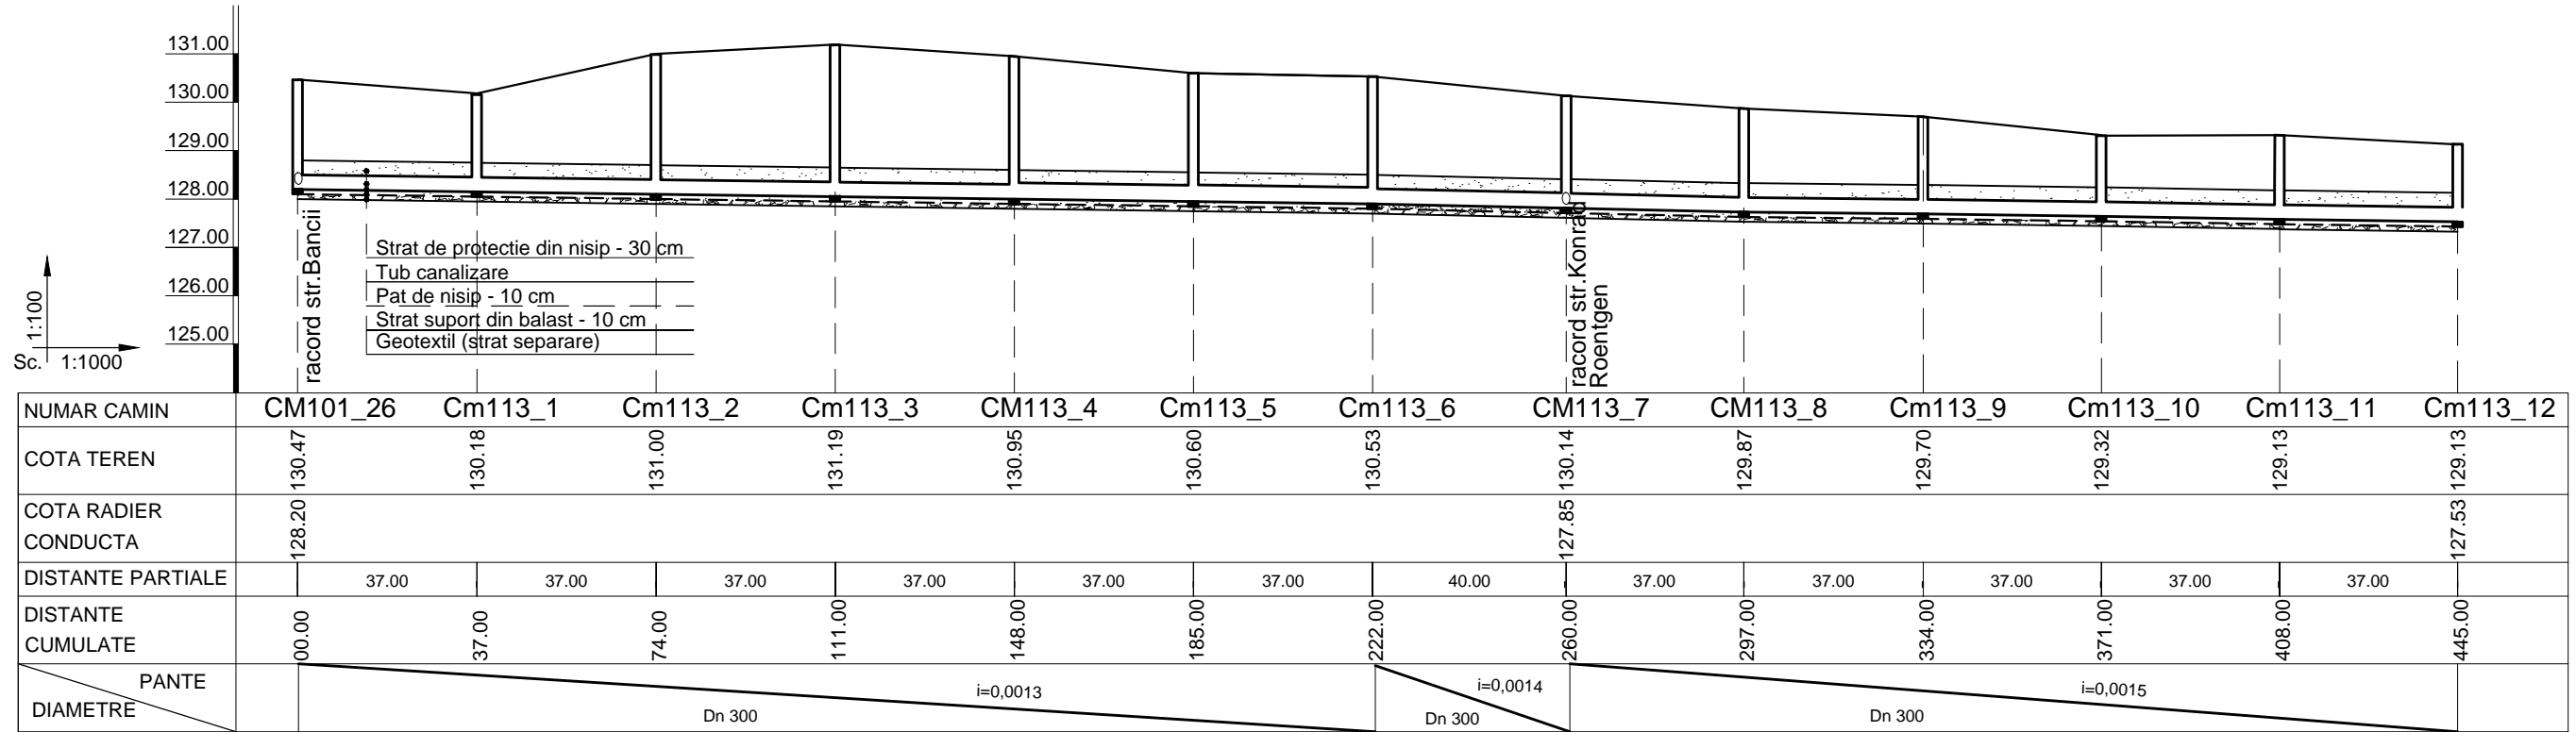 131.00
130.00
129.00
128.00
127.00
126.00
125.00
1:100
Sc. 1:1000
racord str.Bancii
Strat de protectie din nisip - 30 cm
Tub canalizare
Pat de nisip - 10 cm
Strat suport din balast - 10 cm
Geotextil (strat separare)
racord str.Konrad
Roentgen
NUMAR CAMIN CM101_26 Cm113_1 Cm113_2 Cm113_3 CM113_4 Cm113_5 Cm113_6 CM113_7 CM113_8 Cm113_9 Cm113_10 Cm113_11 Cm113_12
COTA TEREN 130.47 130.18 131.00 131.19 130.95 130.60 130.53 130.14 129.87 129.70 129.32 129.13 129.13
COTA RADIER
CONDUCTA
128.20 127.85 127.53
DISTANTE PARTIALE 37.00 37.00 37.00 37.00 37.00 37.00 40.00 37.00 37.00 37.00 37.00 37.00
DISTANTE
CUMULATE
00.00 37.00 74.00 111.00 148.00 185.00 222.00 260.00 297.00 334.00 371.00 408.00 445.00
PANTE i=0,0013 i=0,0014 i=0,0015
DIAMETRE Dn 300 Dn 300 Dn 300